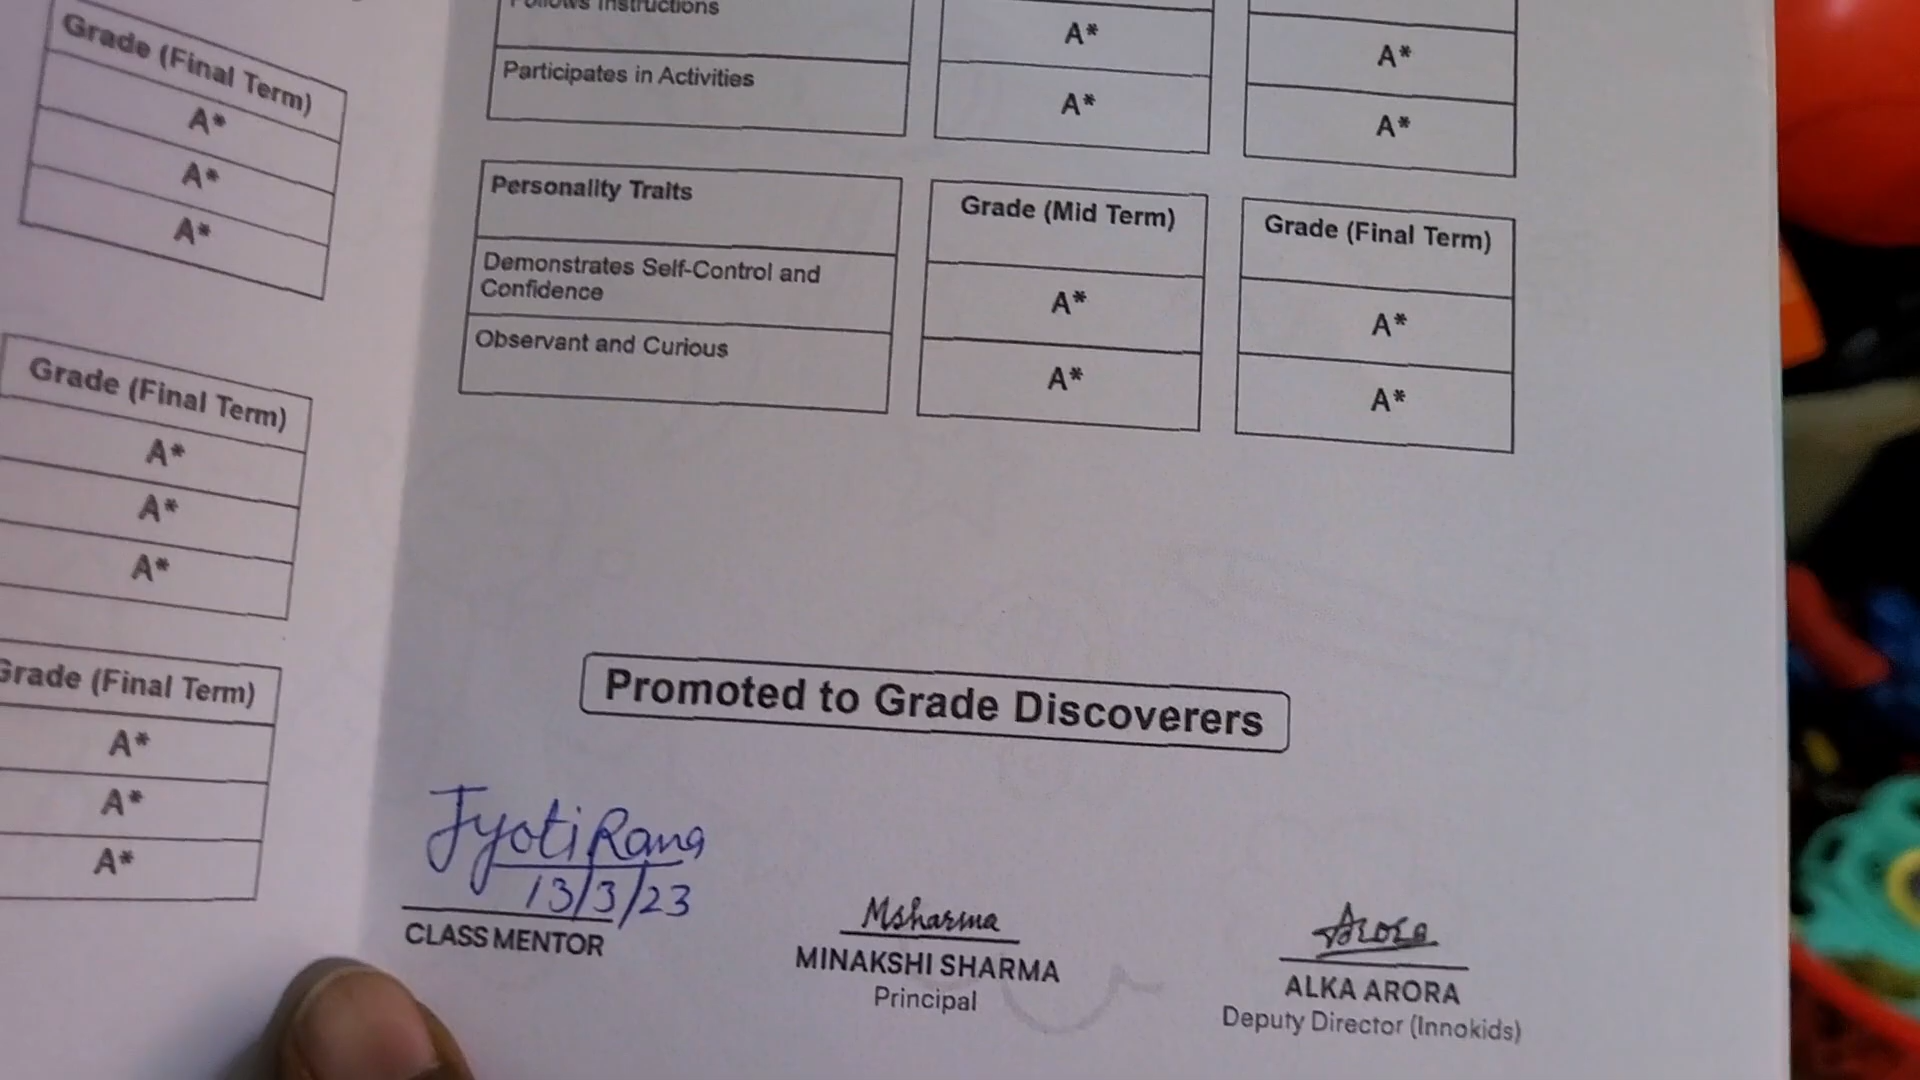 Grade (Final Term)
A*
A*
A*
Grade (Final Term)
A*
A*
A*
Grade (Final Term)
A*
A*
A*
Follows Instructions
A*
A*
Participates in Activities
A*
A*
Personality Traits
Grade (Mid Term)
Grade (Final Term)
Demonstrates Self-Control and
Confidence
A*
A*
Observant and Curious
A*
A*
Promoted to Grade Discoverers
Jyoti Rana
13/3/23
CLASS MENTOR
Msharma
MINAKSHI SHARMA
Principal
Arora
ALKA ARORA
Deputy Director (Innokids)